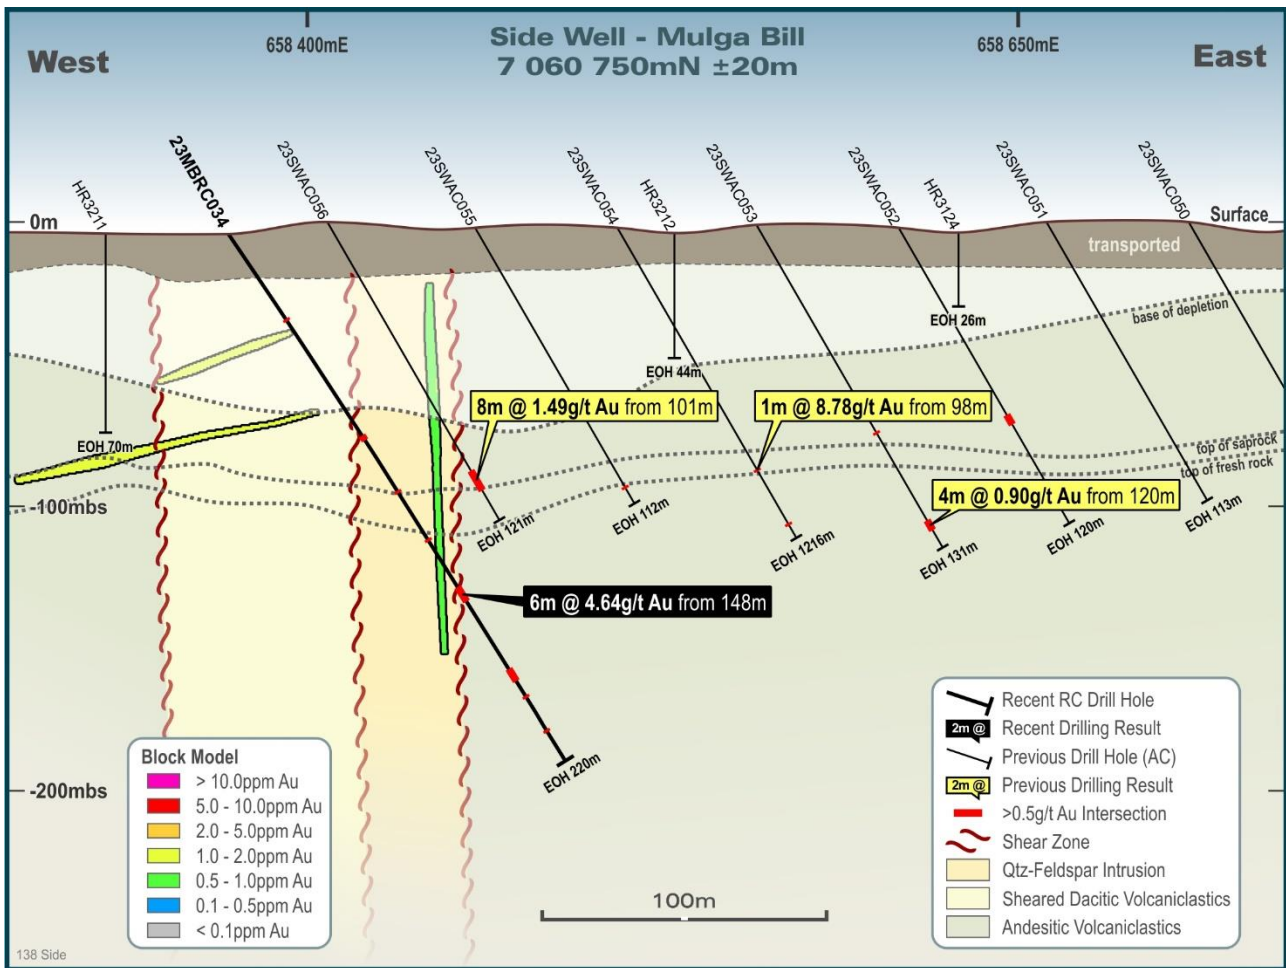 658 400mE
Side Well - Mulga Bill
7 060 750mN ±20m
658 650mE
West
East
HR3211
23MBRC034
23SWAC056
23SWAC055
23SWAC054
HR3212
23SWAC053
23SWAC052
HR3124
23SWAC051
23SWAC050
0m
Surface
transported
base of depletion
EOH 26m
EOH 44m
8m @ 1.49g/t Au from 101m
1m @ 8.78g/t Au from 98m
EOH 70m
top of saprock
top of fresh rock
4m @ 0.90g/t Au from 120m
-100mbs
EOH 121m
EOH 112m
EOH 1216m
EOH 131m
EOH 120m
EOH 113m
6m @ 4.64g/t Au from 148m
EOH 220m
-200mbs
Block Model
> 10.0ppm Au
5.0 - 10.0ppm Au
2.0 - 5.0ppm Au
1.0 - 2.0ppm Au
0.5 - 1.0ppm Au
0.1 - 0.5ppm Au
< 0.1ppm Au
100m
Recent RC Drill Hole
2m @ Recent Drilling Result
Previous Drill Hole (AC)
2m @ Previous Drilling Result
>0.5g/t Au Intersection
Shear Zone
Qtz-Feldspar Intrusion
Sheared Dacitic Volcaniclastics
Andesitic Volcaniclastics
138 Side